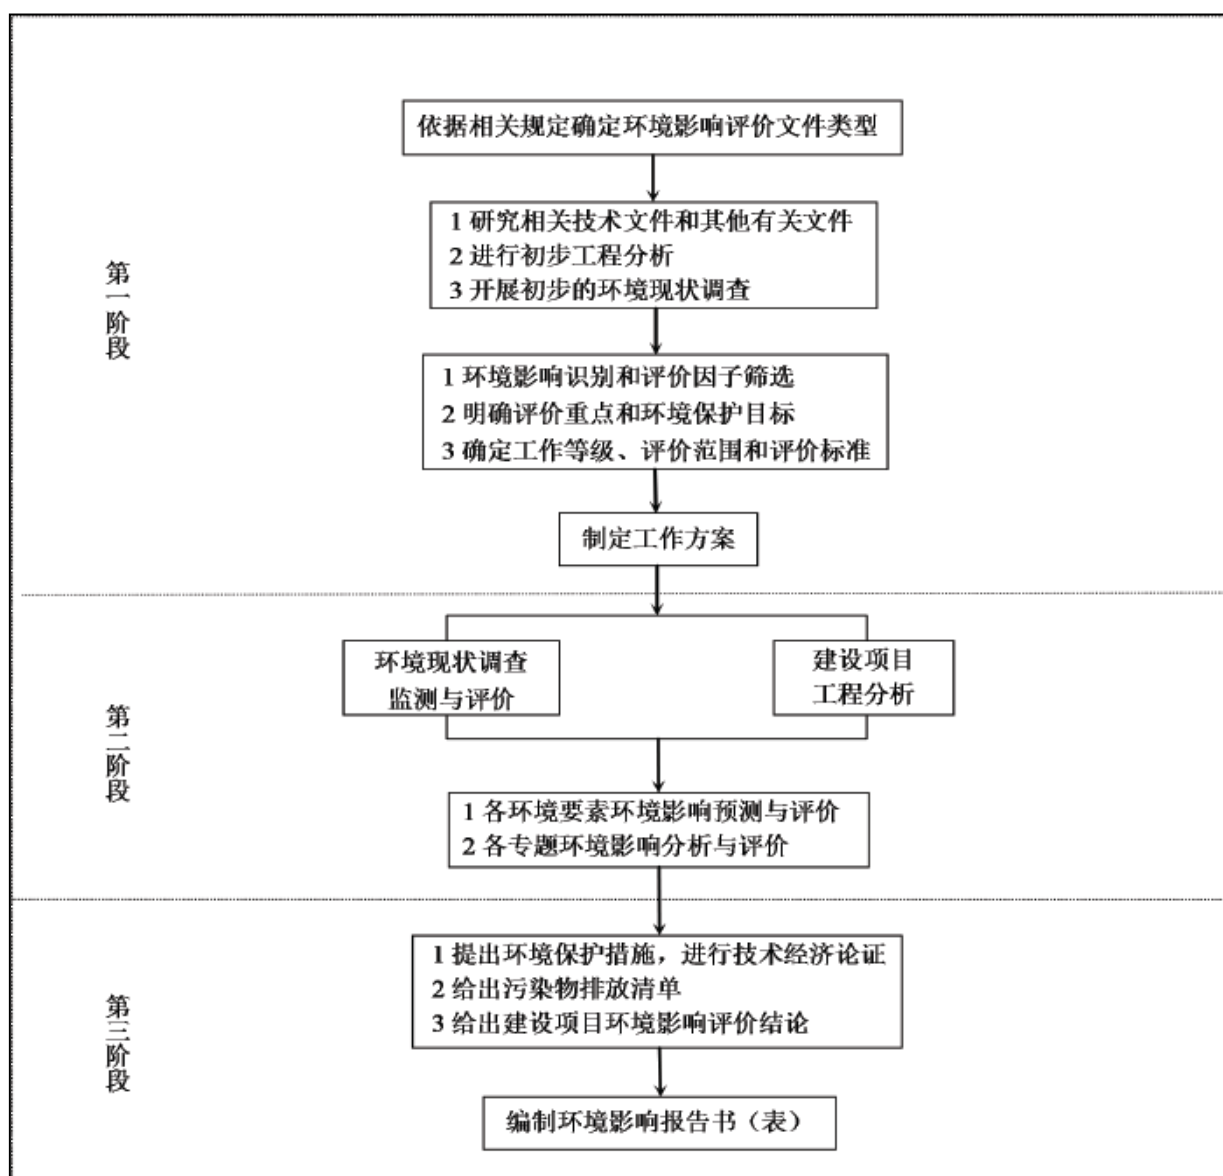 依据相关规定确定环境影响评价文件类型
1 研究相关技术文件和其他有关文件
2 进行初步工程分析
3 开展初步的环境现状调查
第一阶段
1 环境影响识别和评价因子筛选
2 明确评价重点和环境保护目标
3 确定工作等级、评价范围和评价标准
制定工作方案
环境现状调查
监测与评价
建设项目
工程分析
第二阶段
1 各环境要素环境影响预测与评价
2 各专题环境影响分析与评价
1 提出环境保护措施，进行技术经济论证
2 给出污染物排放清单
3 给出建设项目环境影响评价结论
第三阶段
编制环境影响报告书（表）